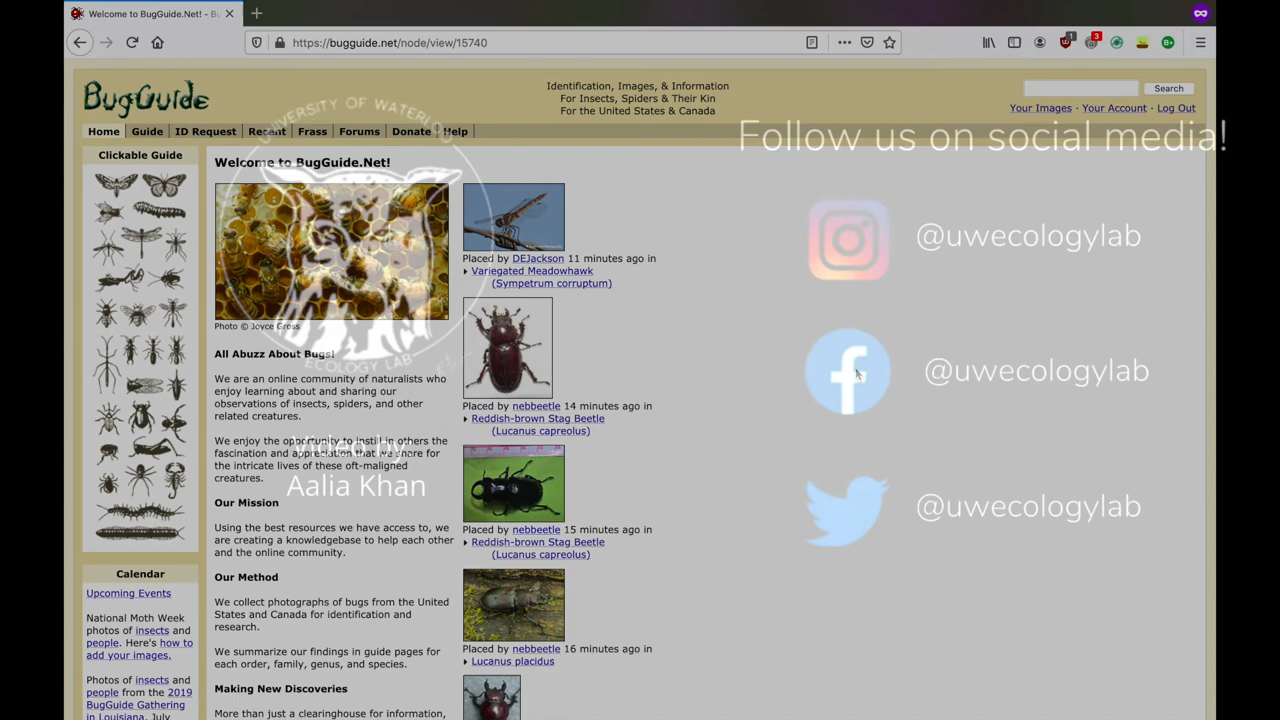 Welcome to BugGuide.Net! - Bu
https://bugguide.net/node/view/15740
1
3
B+
BugGuide
Identification, Images, & Information
For Insects, Spiders & Their Kin
For the United States & Canada
Search
Your Images · Your Account · Log Out
Home Guide ID Request Recent Frass Forums Donate Help
UNIVERSITY OF WATERLOO
ECOLOGY LAB
Follow us on social media!
@uwecologylab
@uwecologylab
@uwecologylab
video by
Aalia Khan
Clickable Guide
Calendar
Upcoming Events
National Moth Week
photos of insects and
people. Here's how to
add your images.
Photos of insects and
people from the 2019
BugGuide Gathering
in Louisiana, July
Welcome to BugGuide.Net!
Photo © Joyce Gross
All Abuzz About Bugs!
We are an online community of naturalists who
enjoy learning about and sharing our
observations of insects, spiders, and other
related creatures.
We enjoy the opportunity to instill in others the
fascination and appreciation that we share for
the intricate lives of these oft-maligned
creatures.
Our Mission
Using the best resources we have access to, we
are creating a knowledgebase to help each other
and the online community.
Our Method
We collect photographs of bugs from the United
States and Canada for identification and
research.
We summarize our findings in guide pages for
each order, family, genus, and species.
Making New Discoveries
More than just a clearinghouse for information,
Placed by DEJackson 11 minutes ago in
Variegated Meadowhawk
(Sympetrum corruptum)
Placed by nebbeetle 14 minutes ago in
Reddish-brown Stag Beetle
(Lucanus capreolus)
Placed by nebbeetle 15 minutes ago in
Reddish-brown Stag Beetle
(Lucanus capreolus)
Placed by nebbeetle 16 minutes ago in
Lucanus placidus